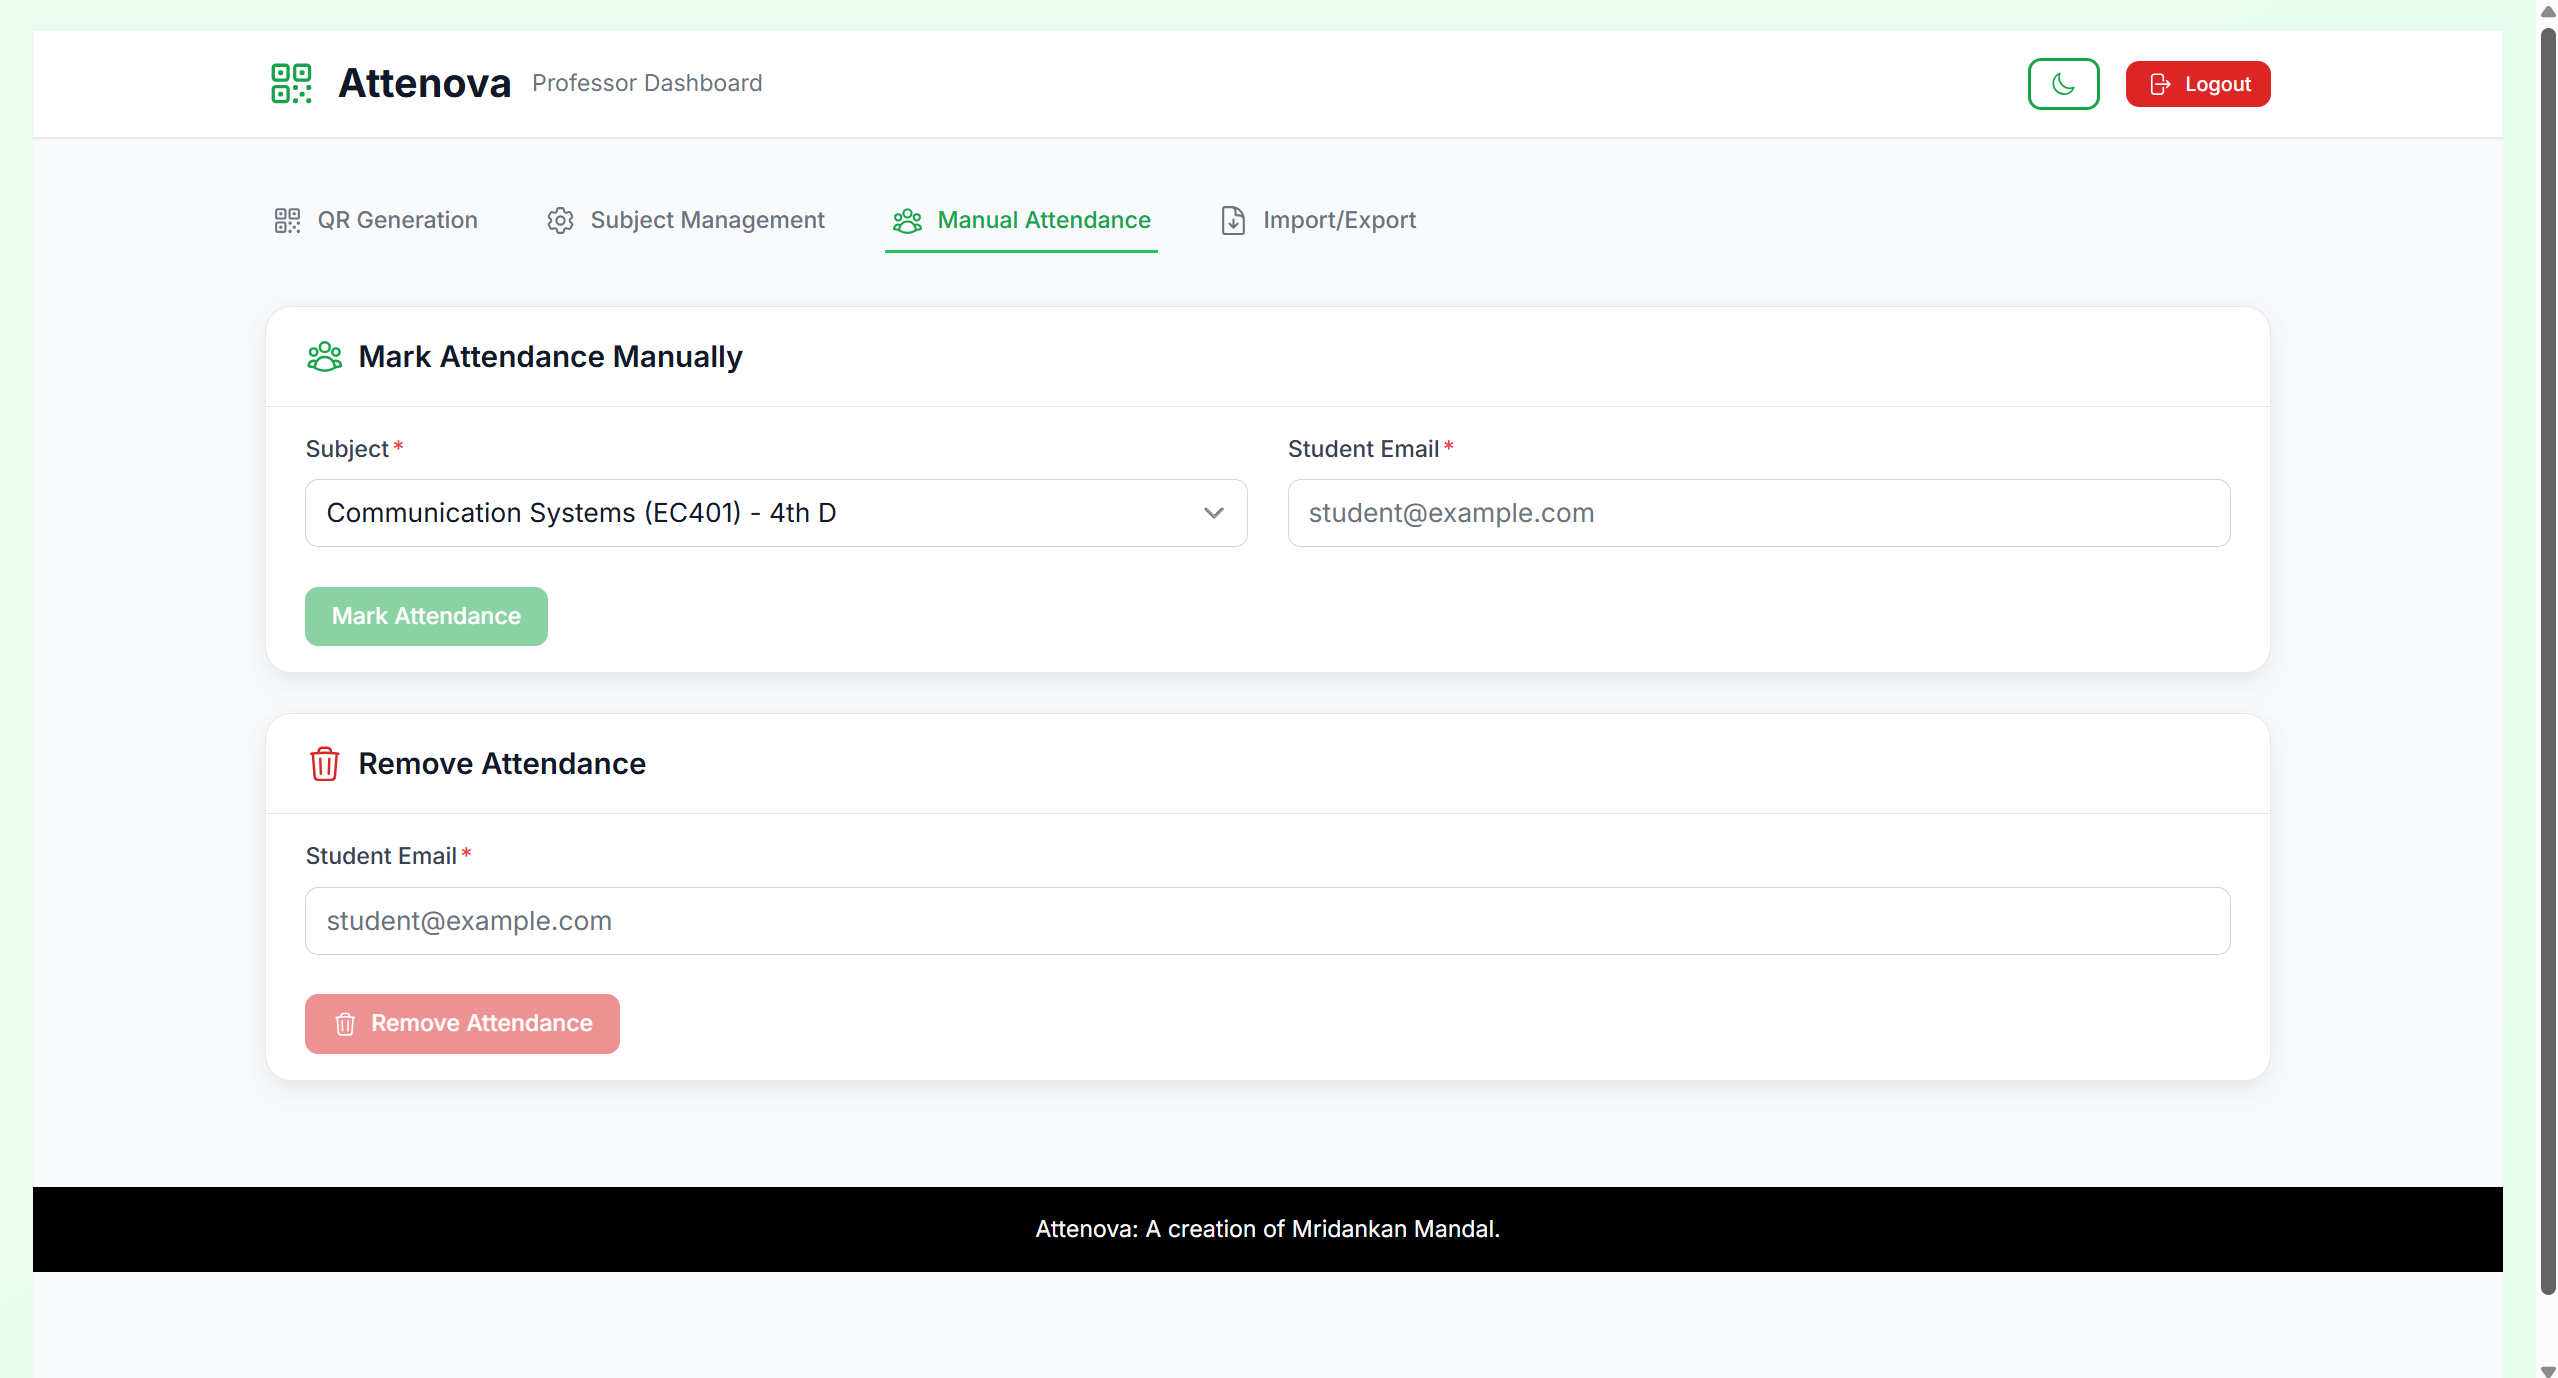 Attenova Professor Dashboard
Logout
QR Generation Subject Management Manual Attendance Import/Export
Mark Attendance Manually
Subject* Student Email*
Communication Systems (EC401) - 4th D student@example.com
Mark Attendance
Remove Attendance
Student Email*
student@example.com
Remove Attendance
Attenova: A creation of Mridankan Mandal.